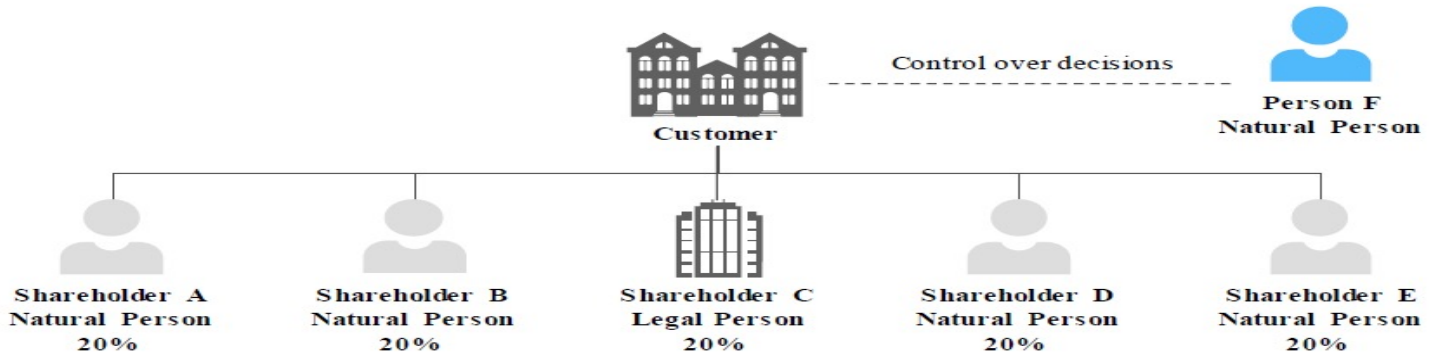 Control over decisions
Person F
Natural Person
Customer
Shareholder A
Natural Person
20%
Shareholder B
Natural Person
20%
Shareholder C
Legal Person
20%
Shareholder D
Natural Person
20%
Shareholder E
Natural Person
20%